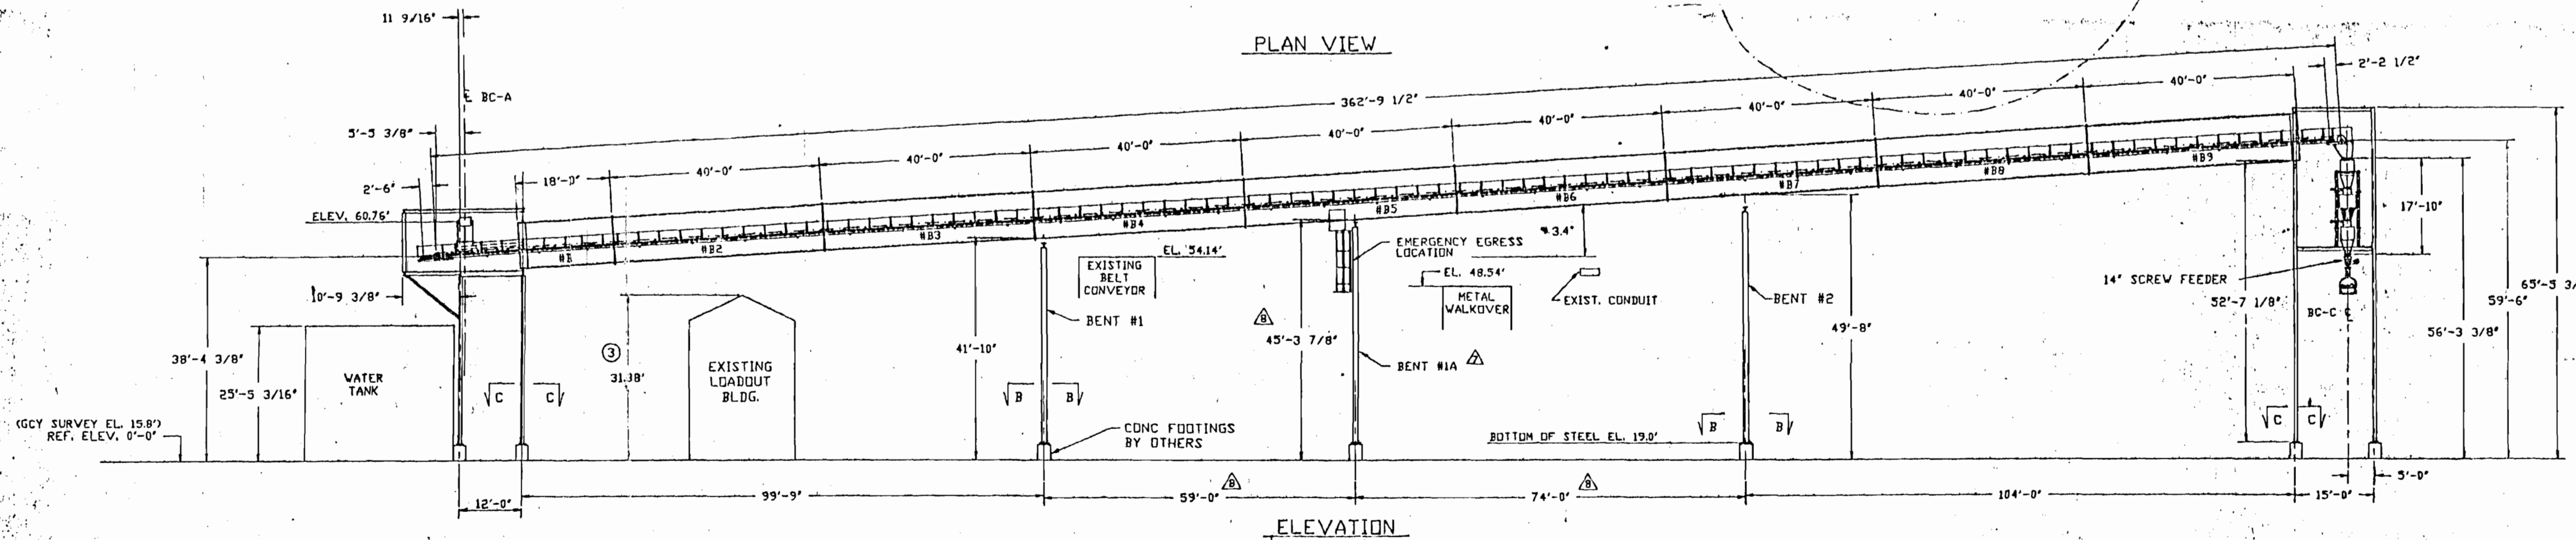 PLAN VIEW
11 9/16"
℄ BC-A
5'-5 3/8"
2'-6"
ELEV. 60.76'
18'-0"
40'-0"
40'-0"
40'-0"
362'-9 1/2"
40'-0"
40'-0"
40'-0"
40'-0"
40'-0"
2'-2 1/2"
#B
#B2
#B3
#B4
#B5
#B6
#B7
#B8
#B9
10'-9 3/8"
38'-4 3/8"
25'-5 3/16"
WATER
TANK
(GCY SURVEY EL. 15.8')
REF. ELEV. 0'-0"
C
C
3
31.38'
EXISTING
LOADOUT
BLDG.
41'-10"
B
B
EXISTING
BELT
CONVEYOR
EL. 54.14'
BENT #1
CONC FOOTINGS
BY OTHERS
8
45'-3 7/8"
EMERGENCY EGRESS
LOCATION
EL. 48.54'
METAL
WALKOVER
3.4°
EXIST. CONDUIT
BENT #1A
7
BOTTOM OF STEEL EL. 19.0'
BENT #2
B
B
49'-8"
14" SCREW FEEDER
52'-7 1/8"
BC-C ℄
17'-10"
56'-3 3/8"
59'-6"
65'-5 3/
C
C
12'-0"
99'-9"
59'-0"
8
74'-0"
8
104'-0"
15'-0"
5'-0"
ELEVATION